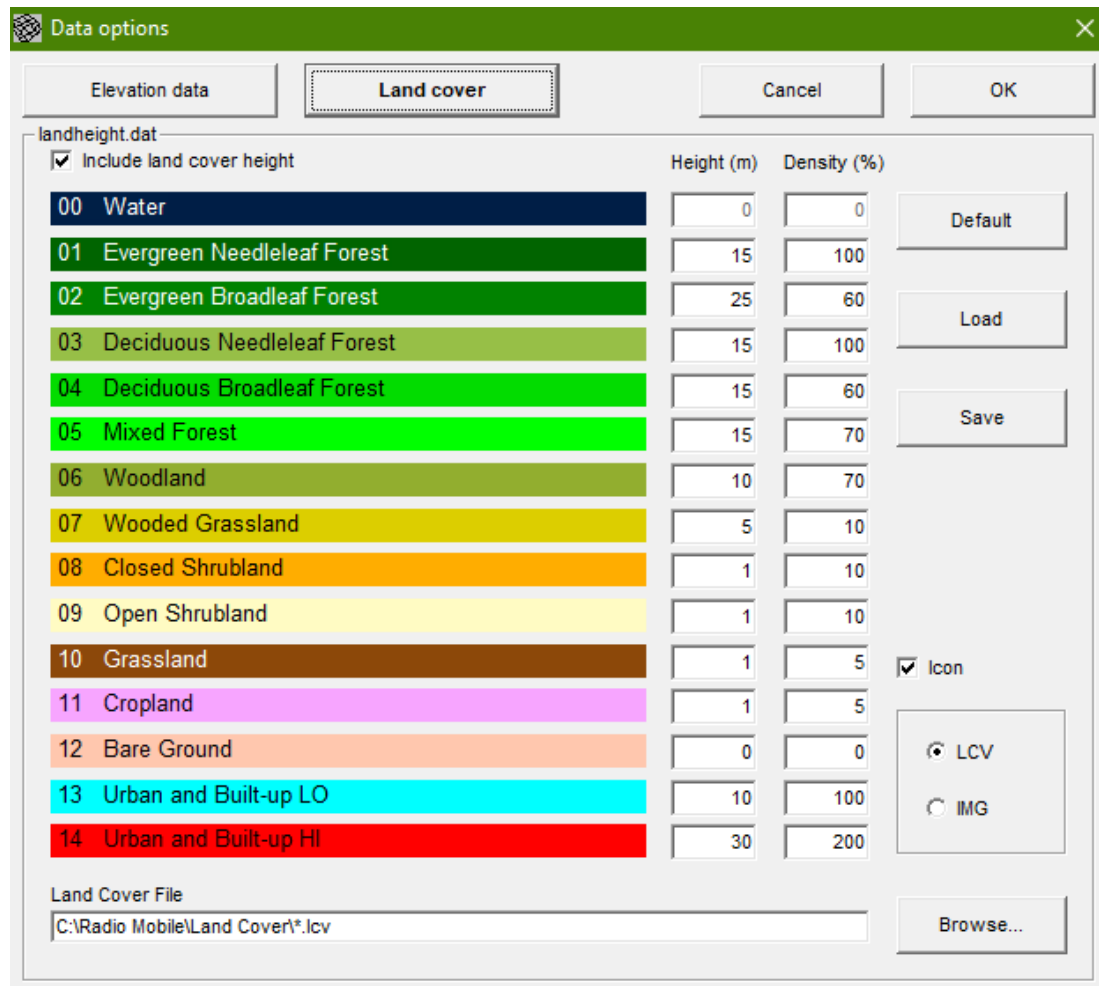 Data options
Elevation data Land cover Cancel OK
landheight.dat
Include land cover height Height (m) Density (%)
00 Water 0 0 Default
01 Evergreen Needleleaf Forest 15 100
02 Evergreen Broadleaf Forest 25 60
Load
03 Deciduous Needleleaf Forest 15 100
04 Deciduous Broadleaf Forest 15 60
Save
05 Mixed Forest 15 70
06 Woodland 10 70
07 Wooded Grassland 5 10
08 Closed Shrubland 1 10
09 Open Shrubland 1 10
10 Grassland 1 5 Icon
11 Cropland 1 5
12 Bare Ground 0 0 LCV
13 Urban and Built-up LO 10 100 IMG
14 Urban and Built-up HI 30 200
Land Cover File
C:\Radio Mobile\Land Cover\*.lcv Browse...